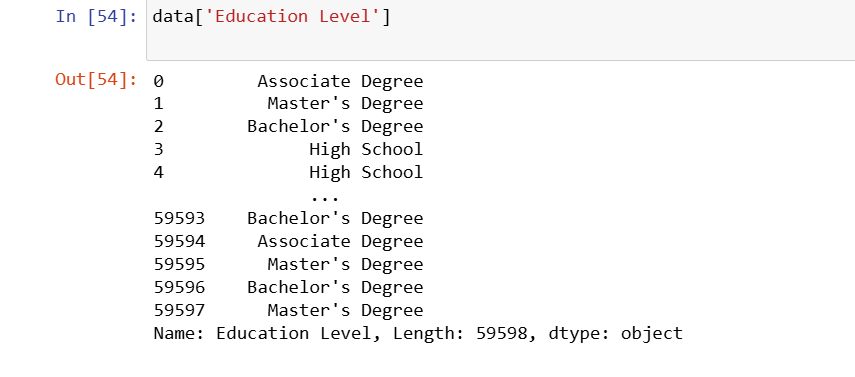 In [54]: data['Education Level']
Out[54]: 0         Associate Degree
1          Master's Degree
2        Bachelor's Degree
3              High School
4              High School
...
59593    Bachelor's Degree
59594     Associate Degree
59595      Master's Degree
59596    Bachelor's Degree
59597      Master's Degree
Name: Education Level, Length: 59598, dtype: object